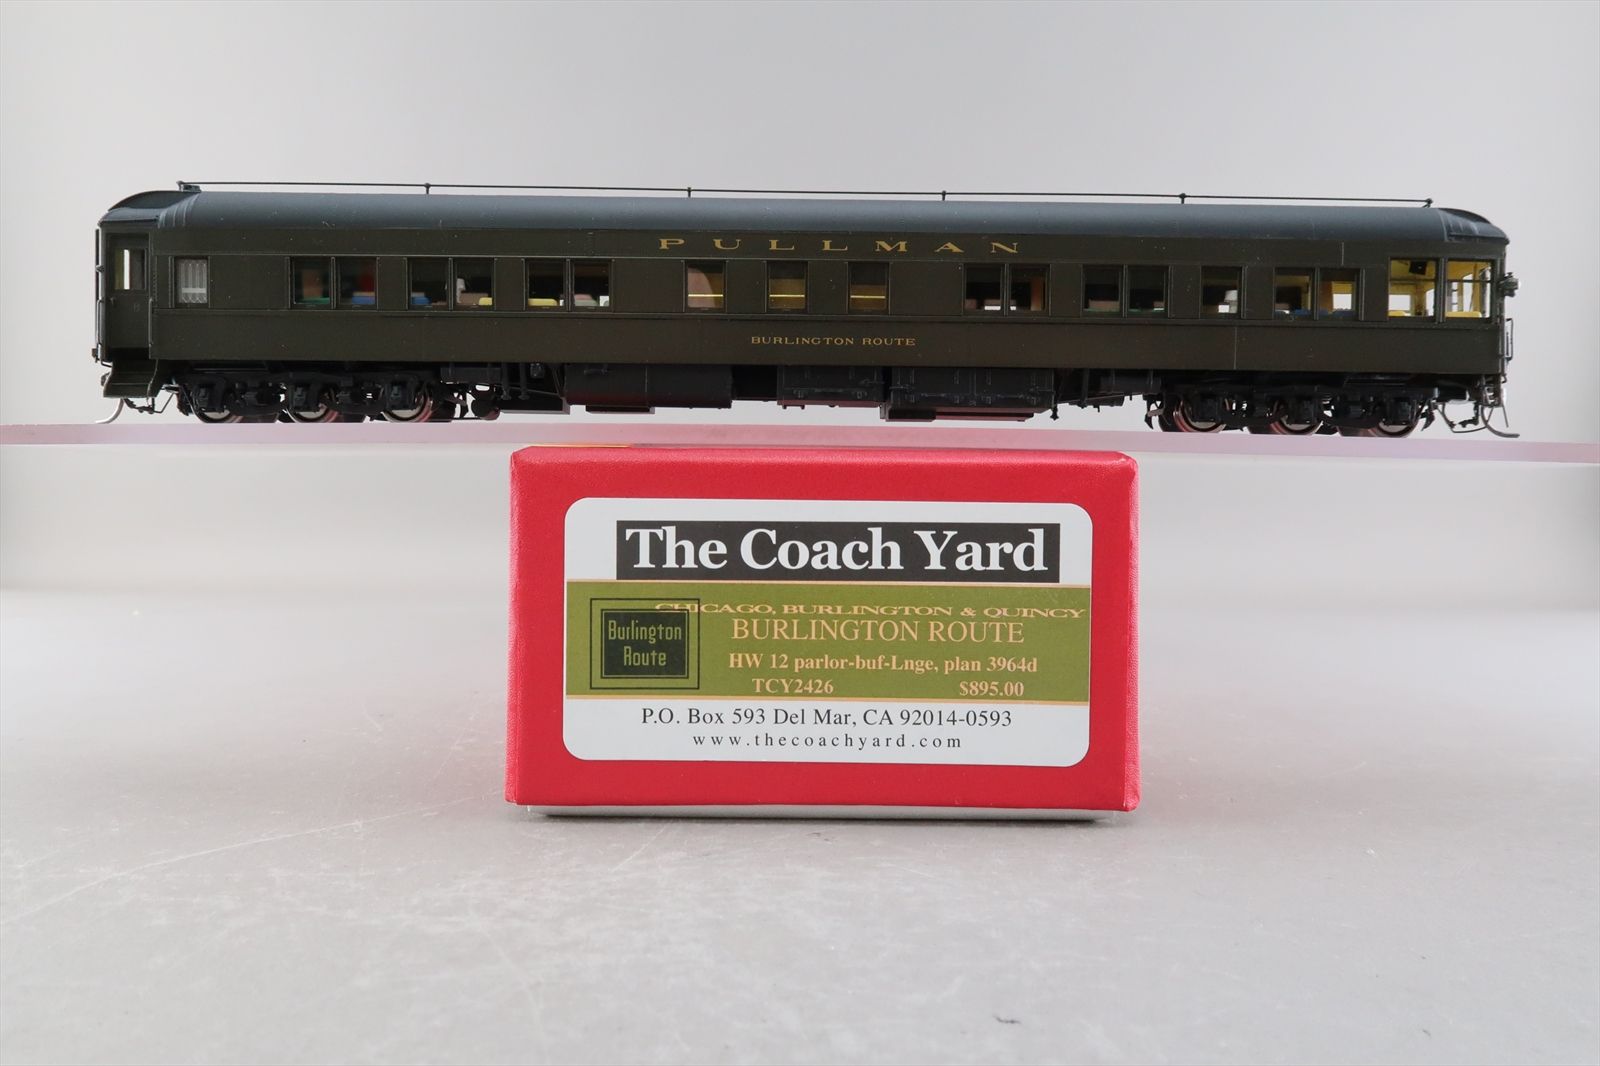 PULLMAN
BURLINGTON ROUTE
The Coach Yard
CHICAGO, BURLINGTON & QUINCY
Burlington
Route
BURLINGTON ROUTE
HW 12 parlor-buf-Lnge, plan 3964d
TCY2426 $895.00
P.O. Box 593 Del Mar, CA 92014-0593
www.thecoachyard.com